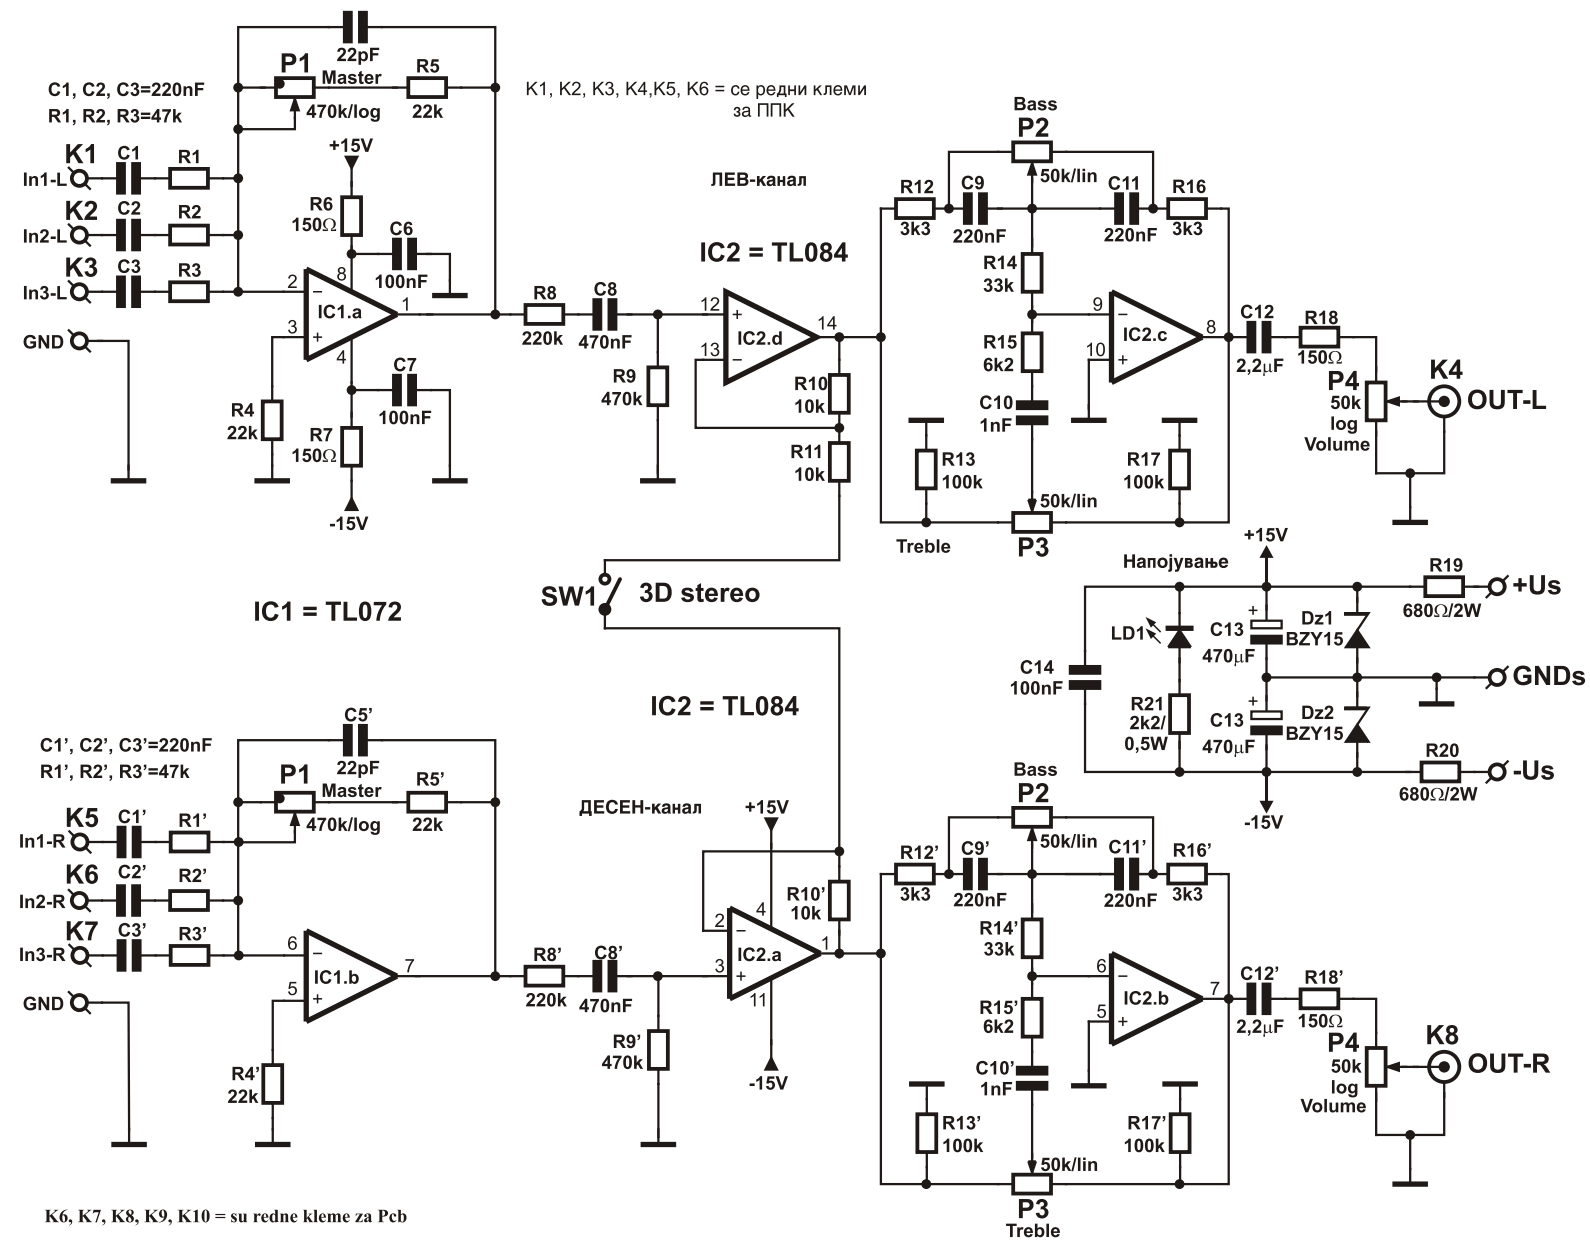 22pF
P1
Master
R5
C1, C2, C3=220nF
R1, R2, R3=47k
470k/log
22k
K1, K2, K3, K4,K5, K6 = се редни клеми
за ППК
+15V
K1
C1
R1
In1-L
K2
C2
R2
In2-L
K3
C3
R3
In3-L
GND
R6
150Ω
C6
100nF
8
2
−
IC1.a
1
3
+
4
C7
100nF
R4
22k
R7
150Ω
-15V
ЛЕВ-канал
IC2 = TL084
R8
220k
C8
470nF
R9
470k
12
+
IC2.d
14
13
−
R10
10k
R11
10k
Bass
P2
50k/lin
R12
3k3
C9
220nF
C11
220nF
R16
3k3
R14
33k
R15
6k2
C10
1nF
9
−
IC2.c
8
10
+
R13
100k
R17
100k
50k/lin
P3
Treble
C12
2,2µF
R18
150Ω
P4
50k
log
Volume
K4
OUT-L
SW1
3D stereo
IC1 = TL072
Напојување
+15V
R19
680Ω/2W
+Us
LD1
+
C13
470µF
Dz1
BZY15
C14
100nF
GNDs
R21
2k2/
0,5W
+
C13
470µF
Dz2
BZY15
R20
680Ω/2W
-Us
-15V
IC2 = TL084
C1’, C2’, C3’=220nF
R1’, R2’, R3’=47k
C5’
22pF
P1
Master
R5’
470k/log
22k
K5
C1’
R1’
In1-R
K6
C2’
R2’
In2-R
K7
C3’
R3’
In3-R
GND
6
−
IC1.b
7
5
+
R4’
22k
ДЕСЕН-канал
+15V
R8’
220k
C8’
470nF
R9’
470k
R10’
10k
4
2
−
IC2.a
1
3
+
11
-15V
Bass
P2
50k/lin
R12’
3k3
C9’
220nF
C11’
220nF
R16’
3k3
R14’
33k
R15’
6k2
C10’
1nF
6
−
IC2.b
7
5
+
R13’
100k
R17’
100k
50k/lin
P3
Treble
C12’
2,2µF
R18’
150Ω
P4
50k
log
Volume
K8
OUT-R
K6, K7, K8, K9, K10 = su redne kleme za Pcb